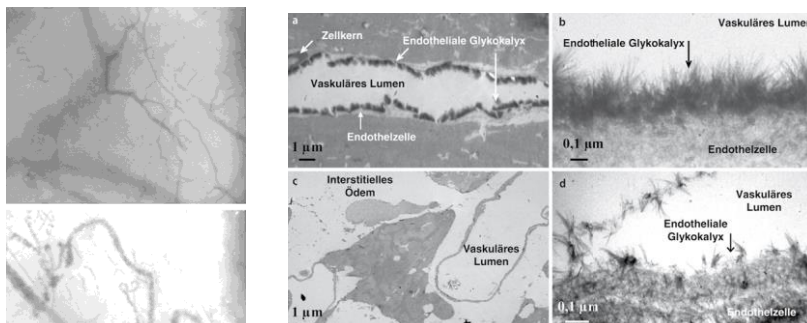 a
Zellkern
Endotheliale Glykokalyx
Vaskuläres Lumen
Endothelzelle
1 µm
b
Vaskuläres Lumen
Endotheliale Glykokalyx
0,1 µm
Endothelzelle
c
Interstitielles
Ödem
Vaskuläres
Lumen
1 µm
d
Vaskuläres
Lumen
Endotheliale
Glykokalyx
0,1 µm
Endothelzelle